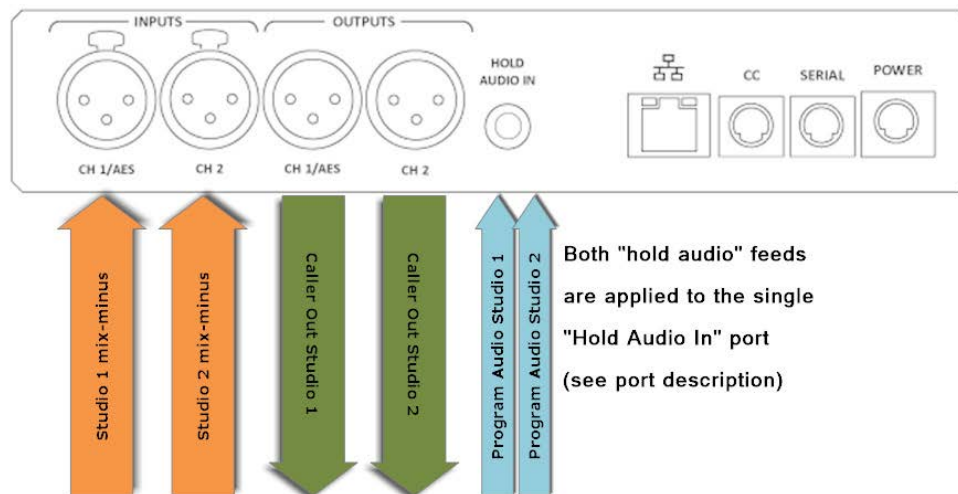 INPUTS
OUTPUTS
HOLD
AUDIO IN
CC
SERIAL
POWER
CH 1/AES
CH 2
CH 1/AES
CH 2
Studio 1 mix-minus
Studio 2 mix-minus
Caller Out Studio 1
Caller Out Studio 2
Program Audio Studio 1
Program Audio Studio 2
Both "hold audio" feeds
are applied to the single
"Hold Audio In" port
(see port description)